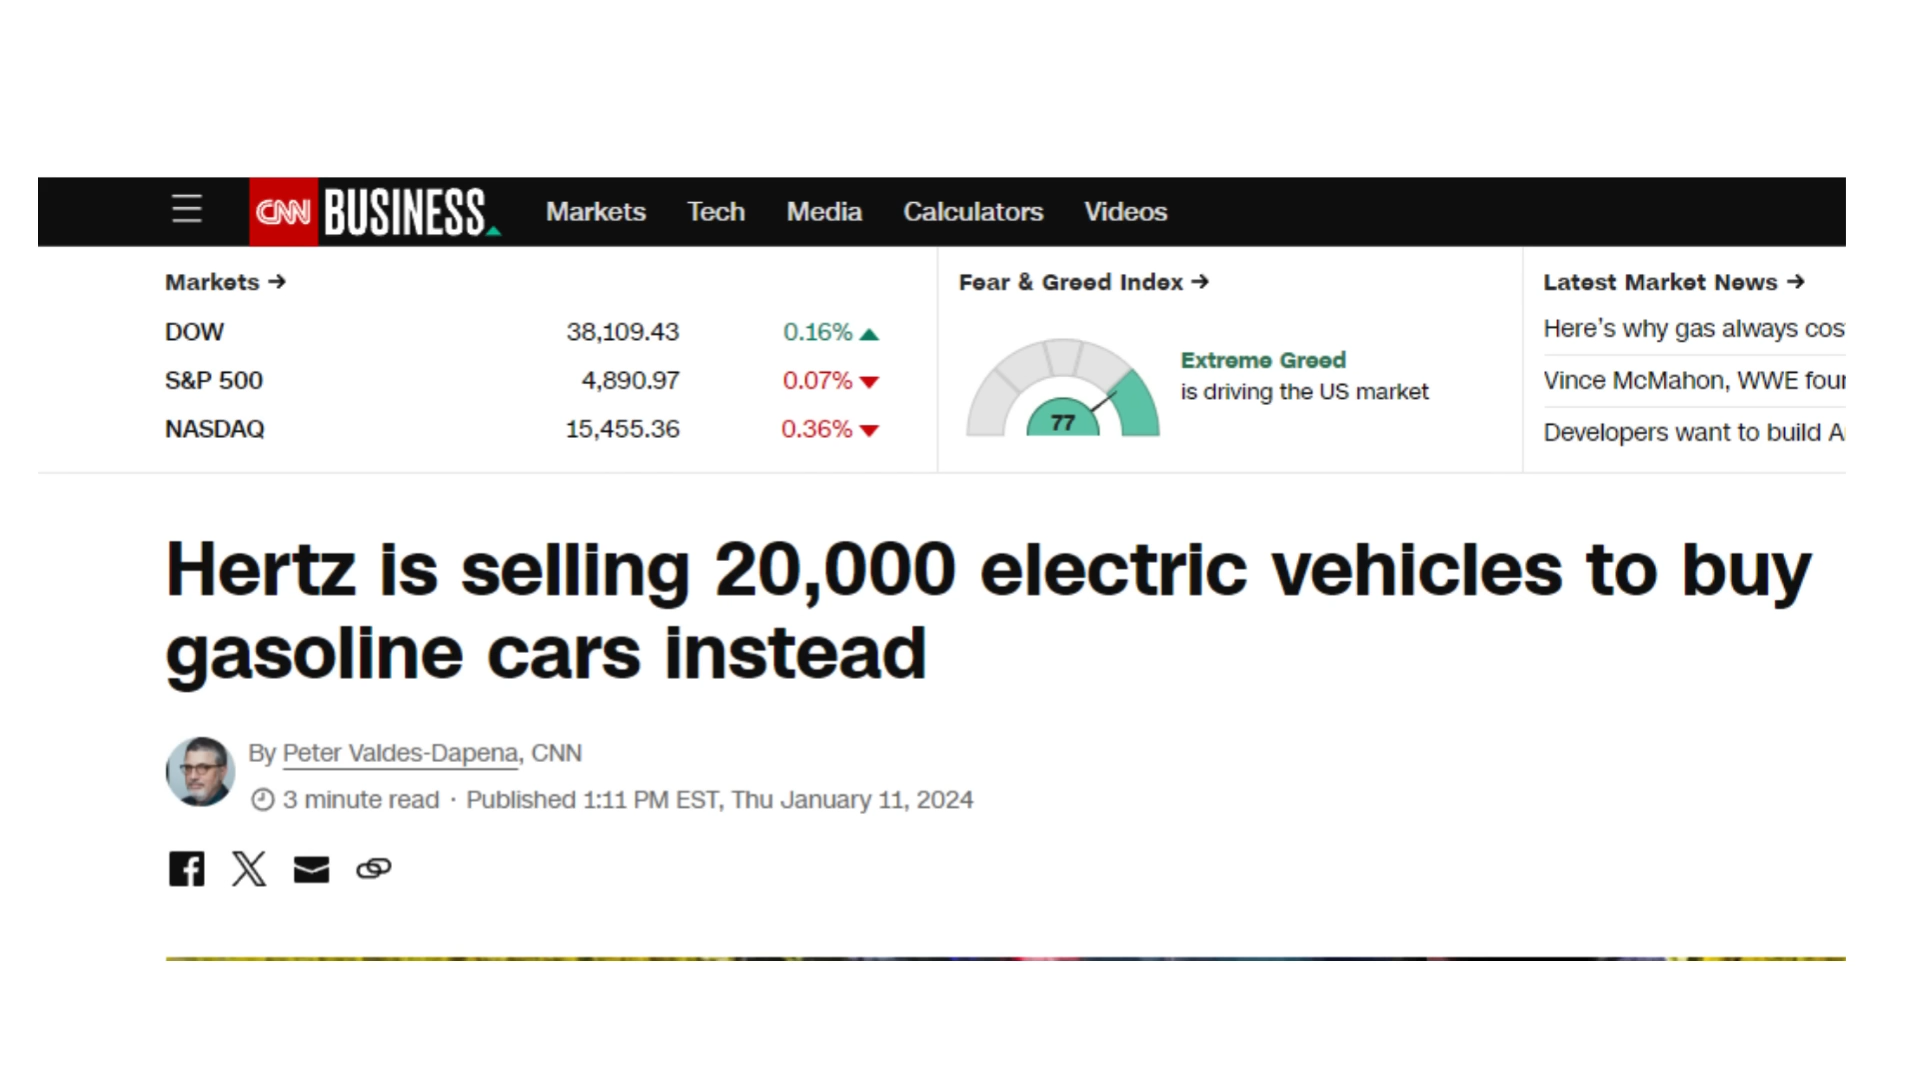 CNN BUSINESS Markets Tech Media Calculators Videos
Markets →
DOW 38,109.43 0.16%
S&P 500 4,890.97 0.07%
NASDAQ 15,455.36 0.36%
Fear & Greed Index →
77
Extreme Greed
is driving the US market
Latest Market News →
Here's why gas always
Vince McMahon, WWE
Developers want to build
Hertz is selling 20,000 electric vehicles to buy
gasoline cars instead
By Peter Valdes-Dapena, CNN
3 minute read · Published 1:11 PM EST, Thu January 11, 2024